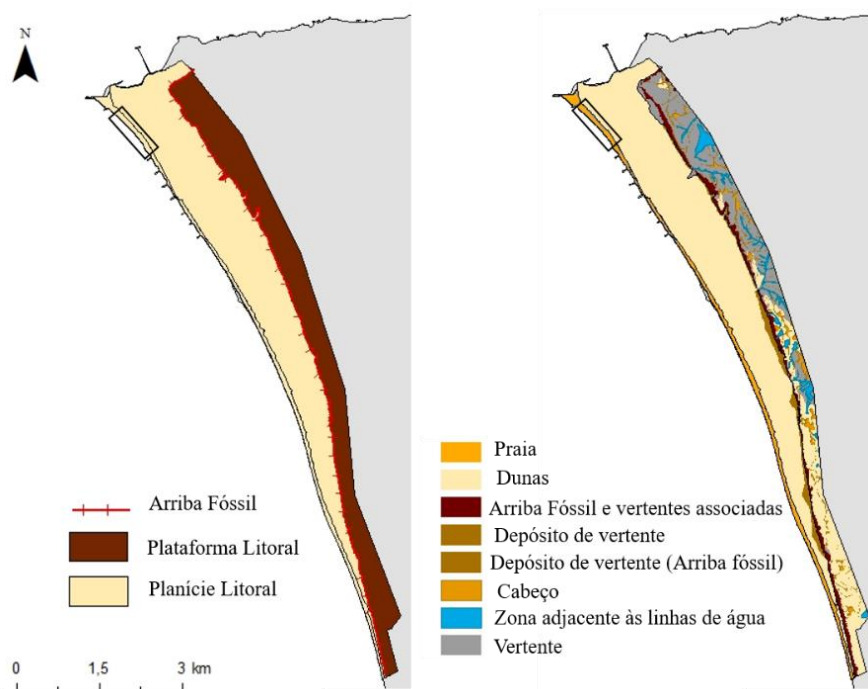 N
Arriba Fóssil
Plataforma Litoral
Planície Litoral
0 1,5 3 km
Praia
Dunas
Arriba Fóssil e vertentes associadas
Depósito de vertente
Depósito de vertente (Arriba fóssil)
Cabeço
Zona adjacente às linhas de água
Vertente